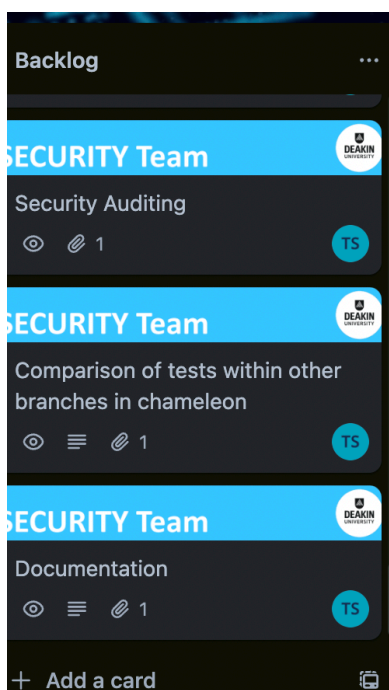 Backlog
SECURITY Team
DEAKIN
UNIVERSITY
Security Auditing
1
TS
SECURITY Team
DEAKIN
UNIVERSITY
Comparison of tests within other
branches in chameleon
1
TS
SECURITY Team
DEAKIN
UNIVERSITY
Documentation
1
TS
+ Add a card